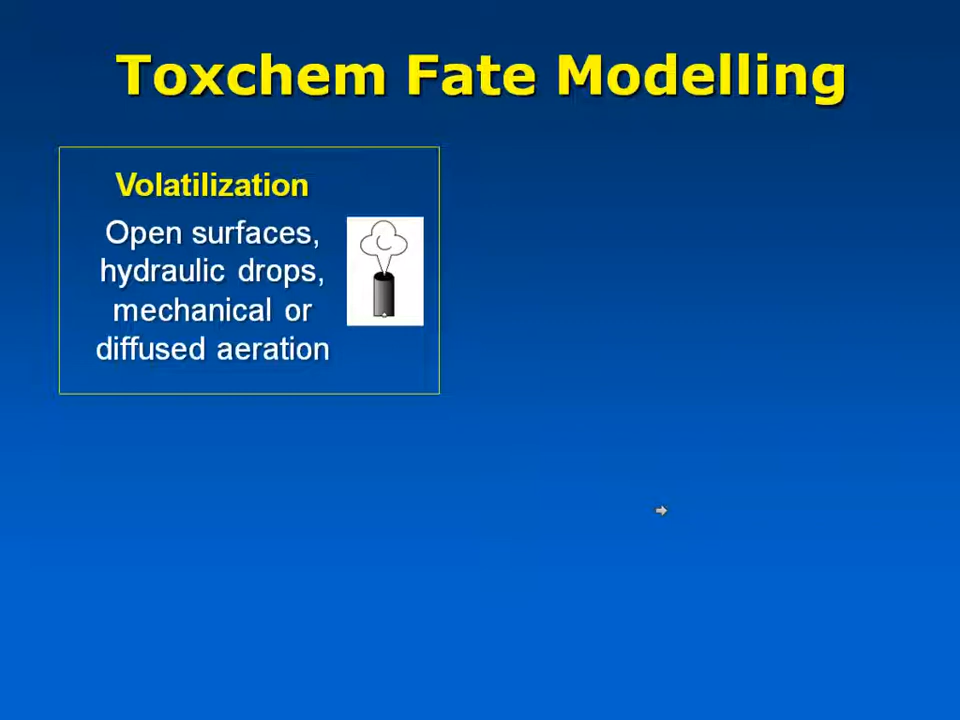 Toxchem Fate Modelling
Volatilization
Open surfaces,
hydraulic drops,
mechanical or
diffused aeration